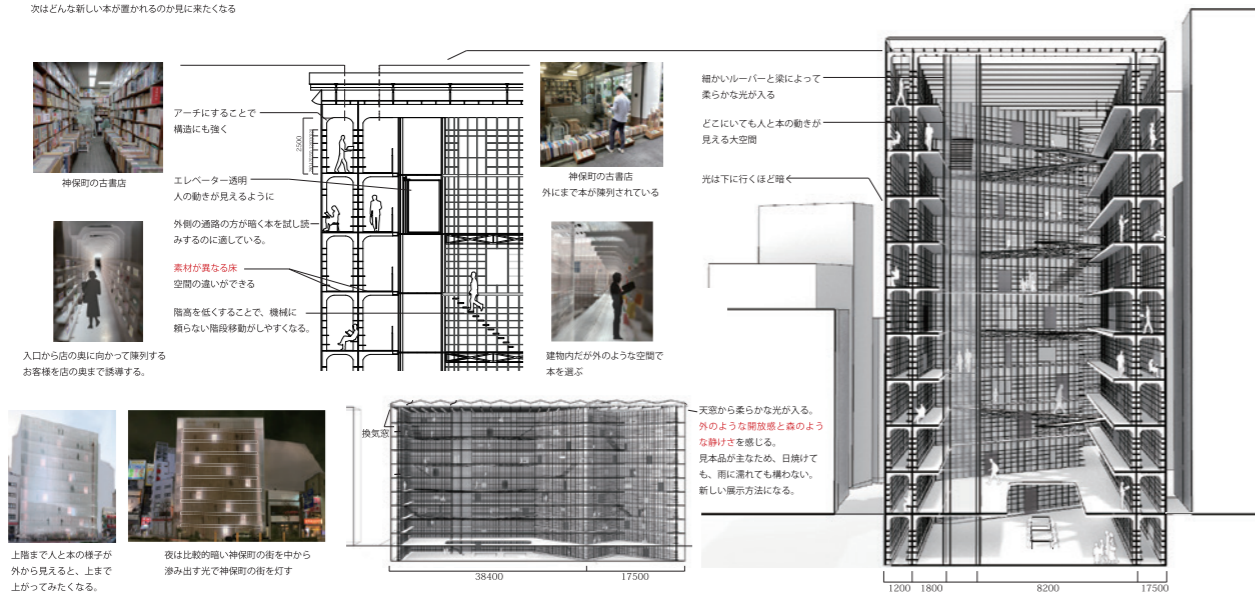 次はどんな新しい本が置かれるのか見に来たくなる
神保町の古書店
アーチにすることで
構造にも強く
2500
エレベーター透明
人の動きが見えるように
外側の通路の方が暗く本を試し読
みするのに適している。
素材が異なる床
空間の違いができる
階高を低くすることで、機械に
頼らない階段移動がしやすくなる。
入口から店の奥に向かって陳列する
お客様を店の奥まで誘導する。
神保町の古書店
外にまで本が陳列されている
建物内だが外のような空間で
本を選ぶ
細かいルーバーと梁によって
柔らかな光が入る
どこにいても人と本の動きが
見える大空間
光は下に行くほど暗く
上階まで人と本の様子が
外から見えると、上まで
上がってみたくなる。
夜は比較的暗い神保町の街を中から
滲み出す光で神保町の街を灯す
換気窓
天窓から柔らかな光が入る。
外のような開放感と森のよう
な静けさを感じる。
見本品が主なため、日焼けて
も、雨に濡れても構わない。
新しい展示方法になる。
38400
17500
1200
1800
8200
17500